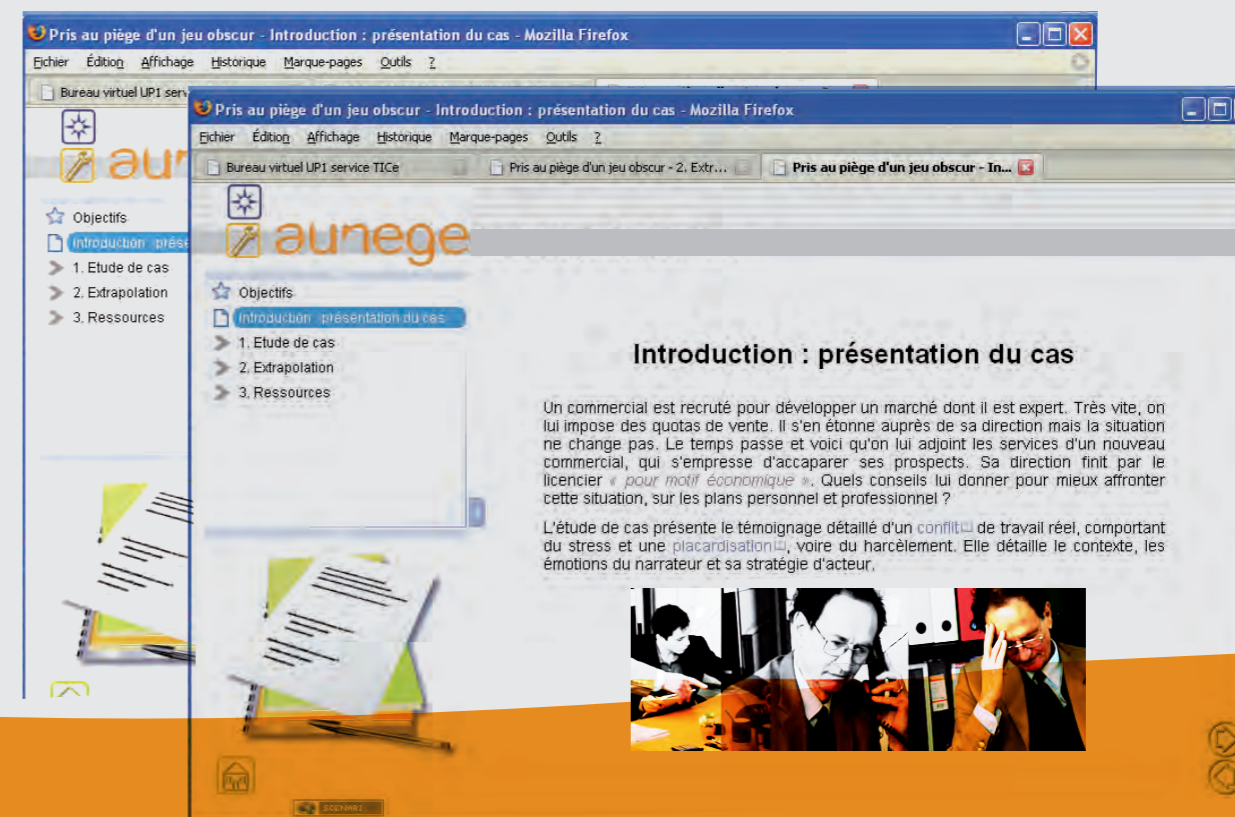 Pris au piège d'un jeu obscur - Introduction : présentation du cas - Mozilla Firefox
Fichier Édition Affichage Historique Marque-pages Outils ?
Bureau virtuel UP1 serv
aun
Objectifs
Introduction : prése
1. Etude de cas
2. Extrapolation
3. Ressources
Pris au piège d'un jeu obscur - Introduction : présentation du cas - Mozilla Firefox
Fichier Édition Affichage Historique Marque-pages Outils ?
Bureau virtuel UP1 service TICe
Pris au piège d'un jeu obscur - 2. Extr...
Pris au piège d'un jeu obscur - In...
aunege
Objectifs
Introduction : présentation du cas
1. Etude de cas
2. Extrapolation
3. Ressources
Introduction : présentation du cas
Un commercial est recruté pour développer un marché dont il est expert. Très vite, on
lui impose des quotas de vente. Il s'en étonne auprès de sa direction mais la situation
ne change pas. Le temps passe et voici qu'on lui adjoint les services d'un nouveau
commercial, qui s'empresse d'accaparer ses prospects. Sa direction finit par le
licencier « pour motif économique ». Quels conseils lui donner pour mieux affronter
cette situation, sur les plans personnel et professionnel ?
L'étude de cas présente le témoignage détaillé d'un conflit de travail réel, comportant
du stress et une placardisation, voire du harcèlement. Elle détaille le contexte, les
émotions du narrateur et sa stratégie d'acteur.
SCENARI